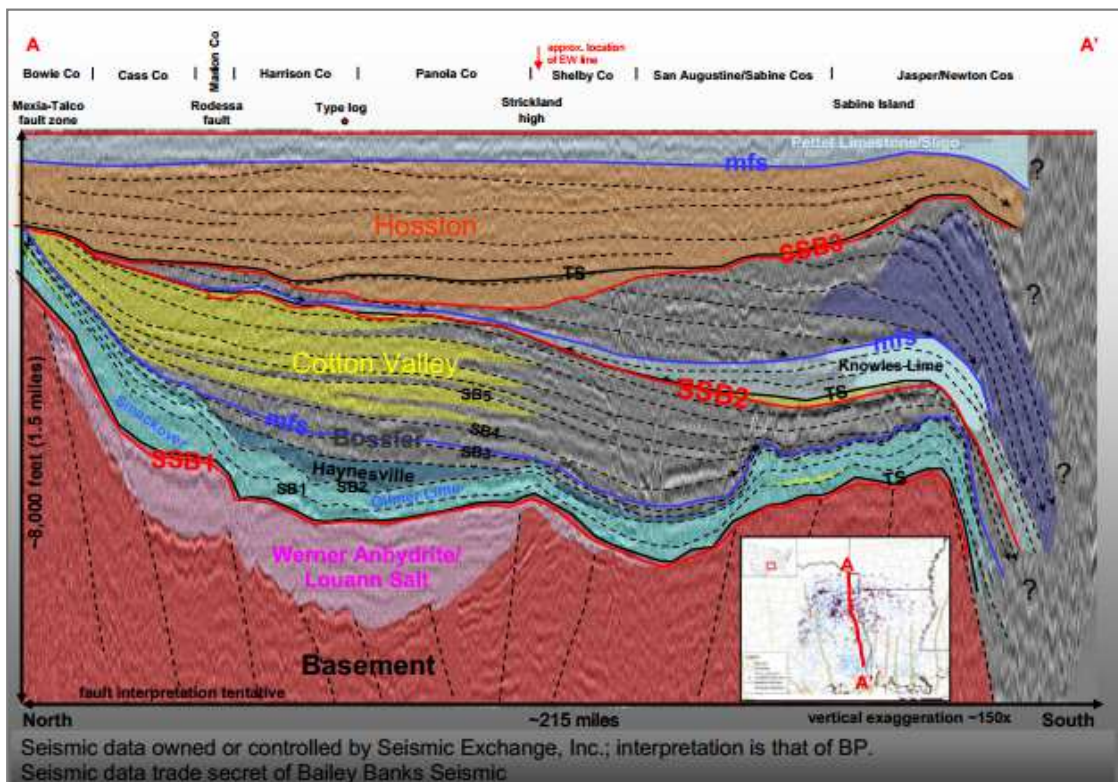 A
A'
Marion Co
approx. location
of EW line
Bowie Co | Cass Co | Harrison Co | Panola Co | Shelby Co | San Augustine/Sabine Cos | Jasper/Newton Cos
Mexia-Talco
fault zone
Rodessa
fault
Type log
Strickland
high
Sabine Island
Pettet Limestone/Sligo
mfs
?
Hosston
SSB3
TS
?
mfs
Cotton Valley
Knowles Lime
SB5
SSB2
TS
~8,000 feet (1.5 miles)
Smackover
mfs
SB4
Bossier
SSB1
SB3
Haynesville
SB1
SB2
Gilmer Lime
TS
?
Werner Anhydrite/
Louann Salt
A
?
Basement
A'
fault interpretation tentative
North
~215 miles
vertical exaggeration ~150x
South
Seismic data owned or controlled by Seismic Exchange, Inc.; interpretation is that of BP.
Seismic data trade secret of Bailey Banks Seismic